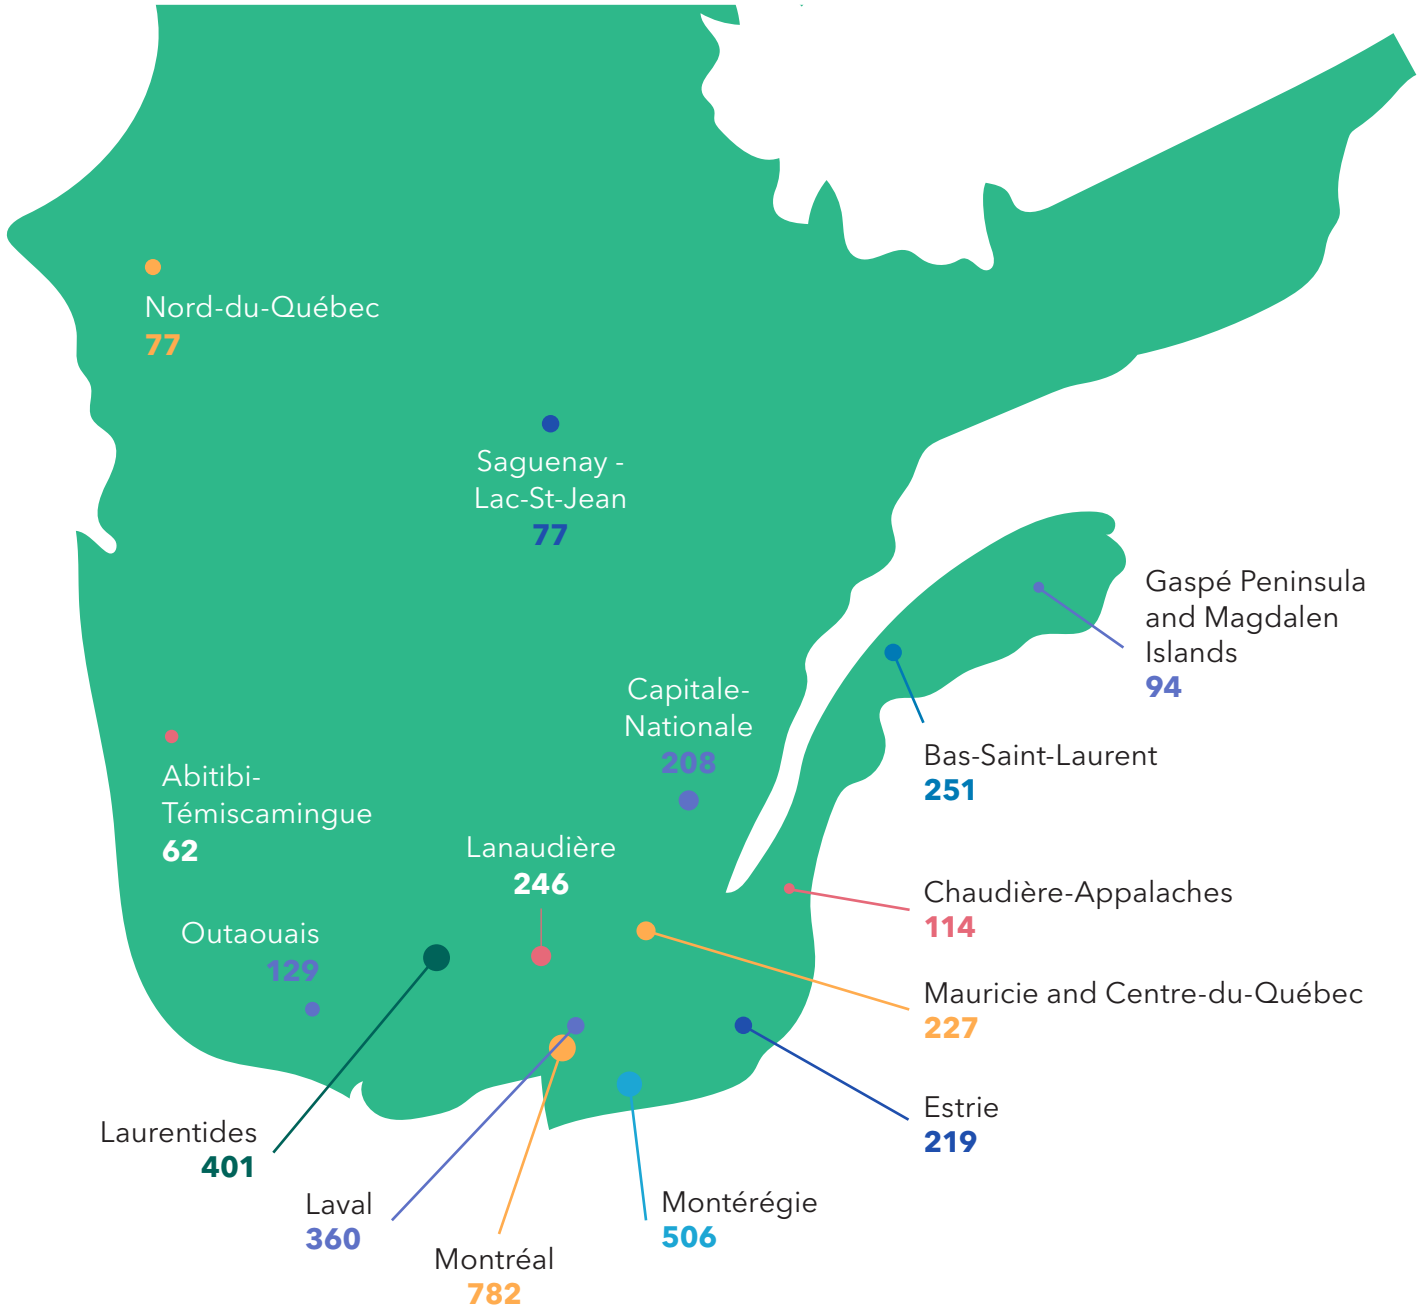 Nord-du-Québec
77
Saguenay -
Lac-St-Jean
77
Gaspé Peninsula
and Magdalen
Islands
94
Capitale-
Nationale
208
Bas-Saint-Laurent
251
Abitibi-
Témiscamingue
62
Lanaudière
246
Chaudière-Appalaches
114
Outaouais
129
Mauricie and Centre-du-Québec
227
Estrie
219
Laurentides
401
Laval
360
Montérégie
506
Montréal
782